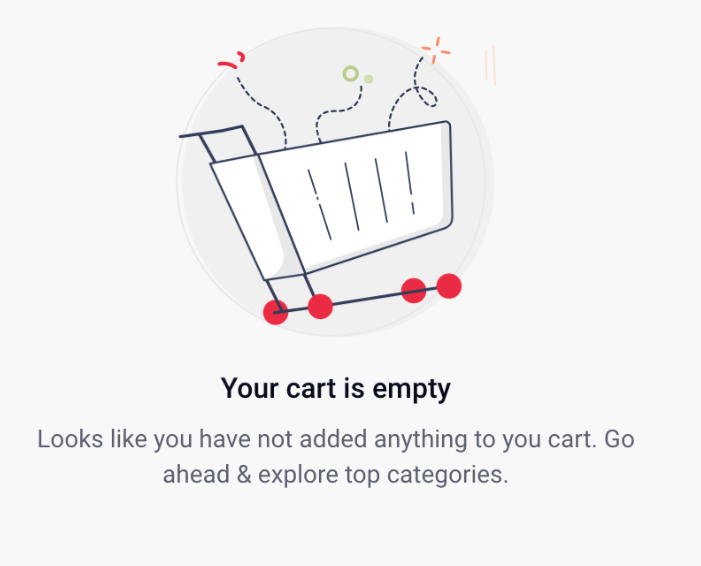 Your cart is empty
Looks like you have not added anything to you cart. Go
ahead & explore top categories.